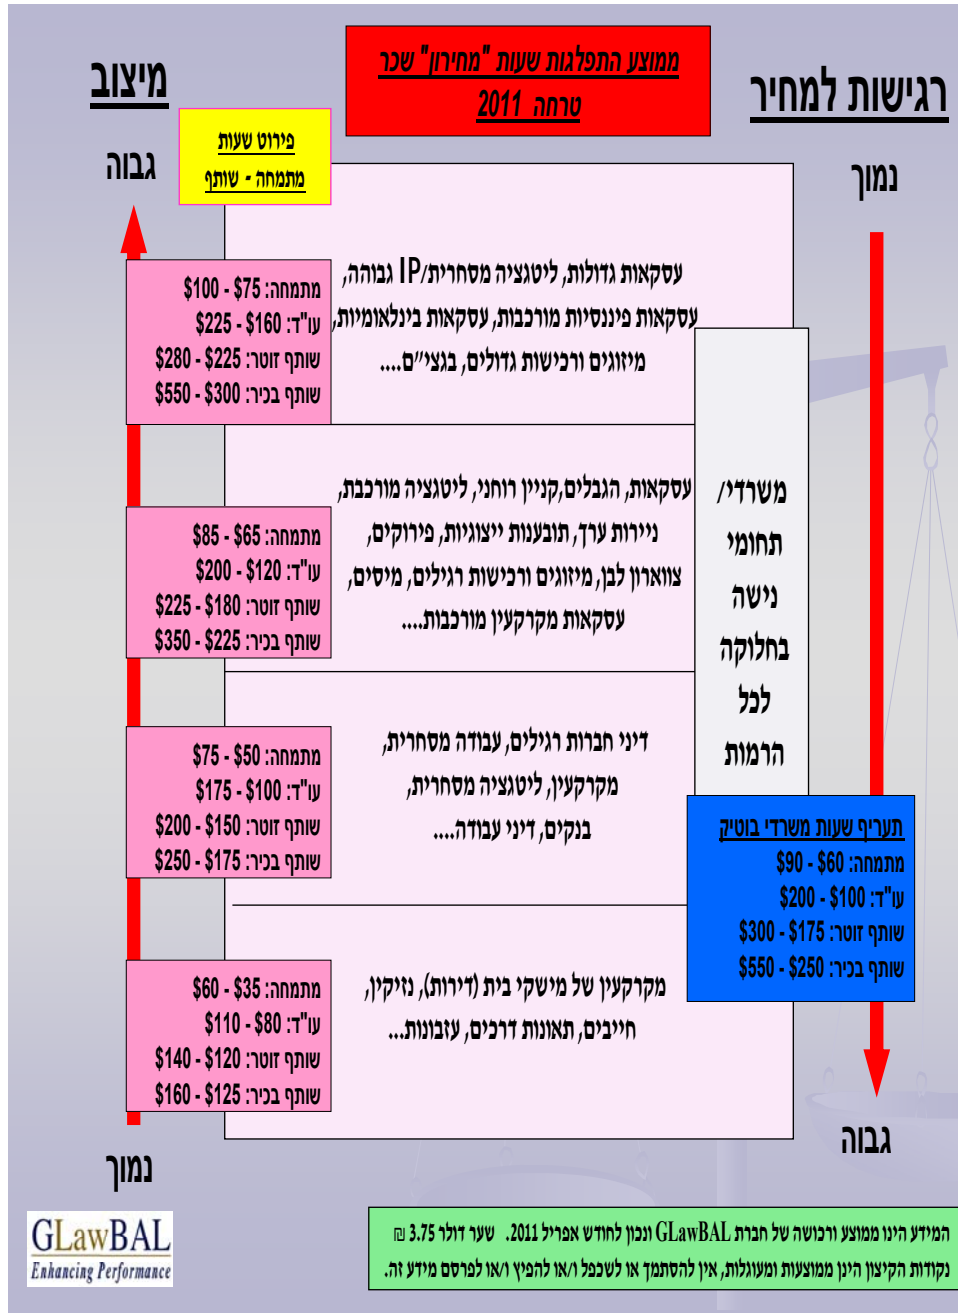 ממוצע התפלגות שעות "מחירון" שכר
טרחה 2011
רגישות למחיר
נמוך
גבוה
מיצוב
גבוה
נמוך
פירוט שעות
מתמחה - שותף
עסקאות גדולות, ליטגציה מסחרית/IP גבוהה,
עסקאות פיננסיות מורכבות, עסקאות בינלאומיות,
מיזוגים ורכישות גדולים, בגצי״ם....
מתמחה: $75 - $100
עו"ד: $160 - $225
שותף זוטר: $225 - $280
שותף בכיר: $300 - $550
עסקאות, הגבלים,קניין רוחני, ליטגציה מורכבת,
ניירות ערך, תובענות ייצוגיות, פירוקים,
צווארון לבן, מיזוגים ורכישות רגילים, מיסים,
עסקאות מקרקעין מורכבות....
מתמחה: $65 - $85
עו"ד: $120 - $200
שותף זוטר: $180 - $225
שותף בכיר: $225 - $350
דיני חברות רגילים, עבודה מסחרית,
מקרקעין, ליטגציה מסחרית,
בנקים, דיני עבודה....
מתמחה: $50 - $75
עו"ד: $100 - $175
שותף זוטר: $150 - $200
שותף בכיר: $175 - $250
מקרקעין של מישקי בית (דירות), נזיקין,
חייבים, תאונות דרכים, עזבונות...
מתמחה: $35 - $60
עו"ד: $80 - $110
שותף זוטר: $120 - $140
שותף בכיר: $125 - $160
משרדי/
תחומי
נישה
בחלוקה
לכל
הרמות
תעריף שעות משרדי בוטיק
מתמחה: $60 - $90
עו"ד: $100 - $200
שותף זוטר: $175 - $300
שותף בכיר: $250 - $550
GLawBAL
Enhancing Performance
המידע הינו ממוצע ורכושה של חברת GLawBAL ונכון לחודש אפריל 2011. שער דולר 3.75 ₪
נקודות הקיצון הינן ממוצעות ומעוגלות, אין להסתמך או לשכפל ו/או להפיץ ו/או לפרסם מידע זה.